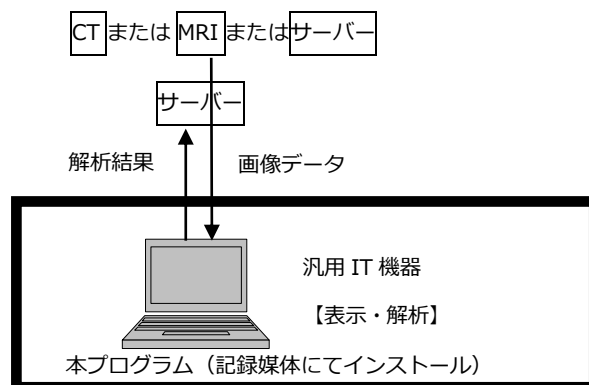 CT または MRI またはサーバー
サーバー
解析結果 画像データ
汎用 IT 機器
【表示・解析】
本プログラム（記録媒体にてインストール）